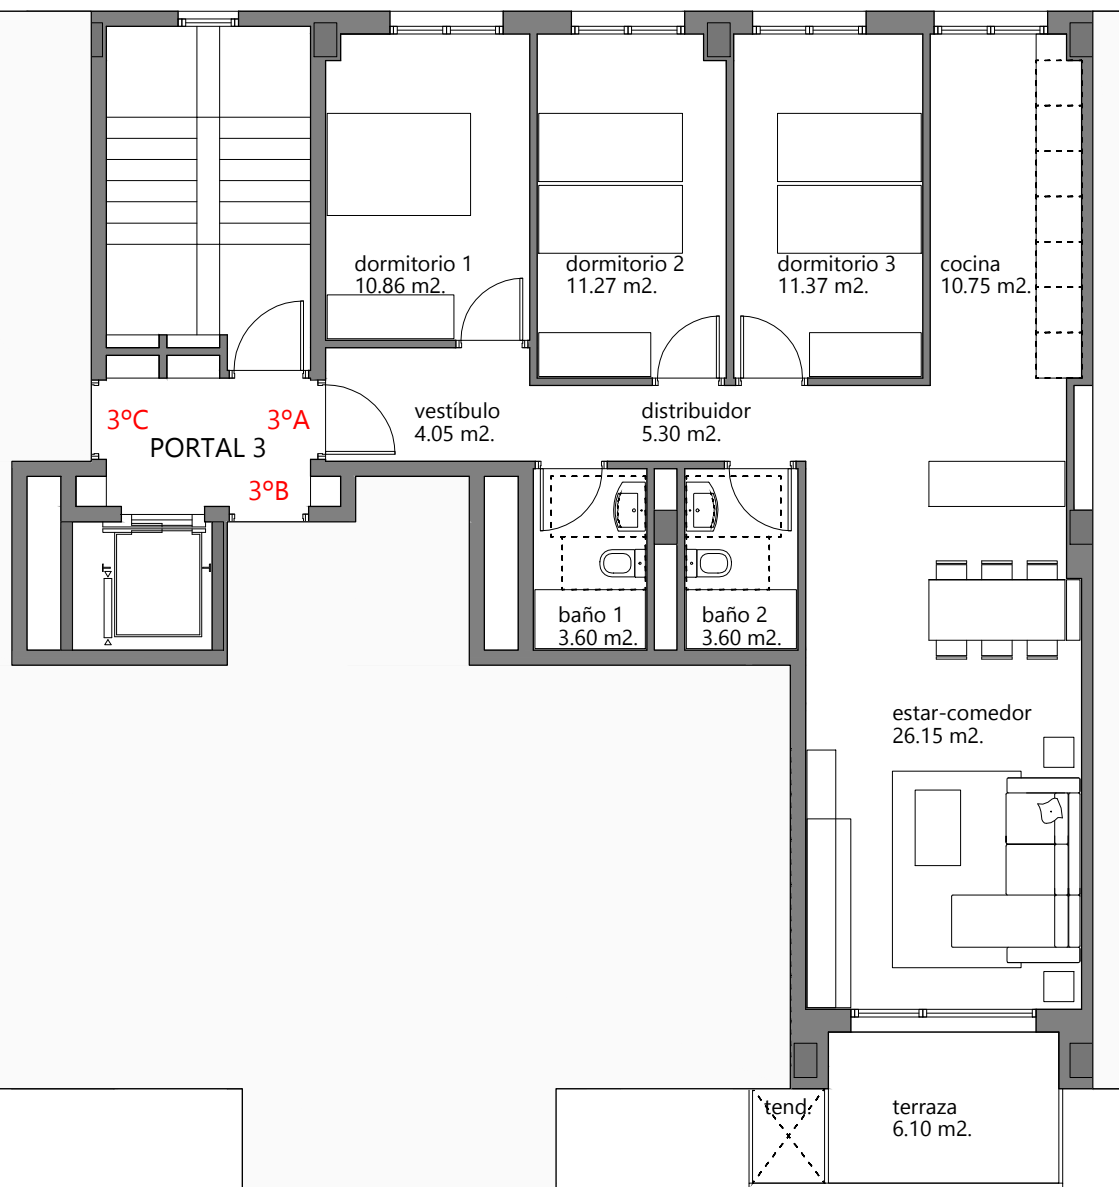 dormitorio 1
10.86 m2.
dormitorio 2
11.27 m2.
dormitorio 3
11.37 m2.
cocina
10.75 m2.
3ºC
3ºA
PORTAL 3
3ºB
vestíbulo
4.05 m2.
distribuidor
5.30 m2.
baño 1
3.60 m2.
baño 2
3.60 m2.
estar-comedor
26.15 m2.
tend.
terraza
6.10 m2.